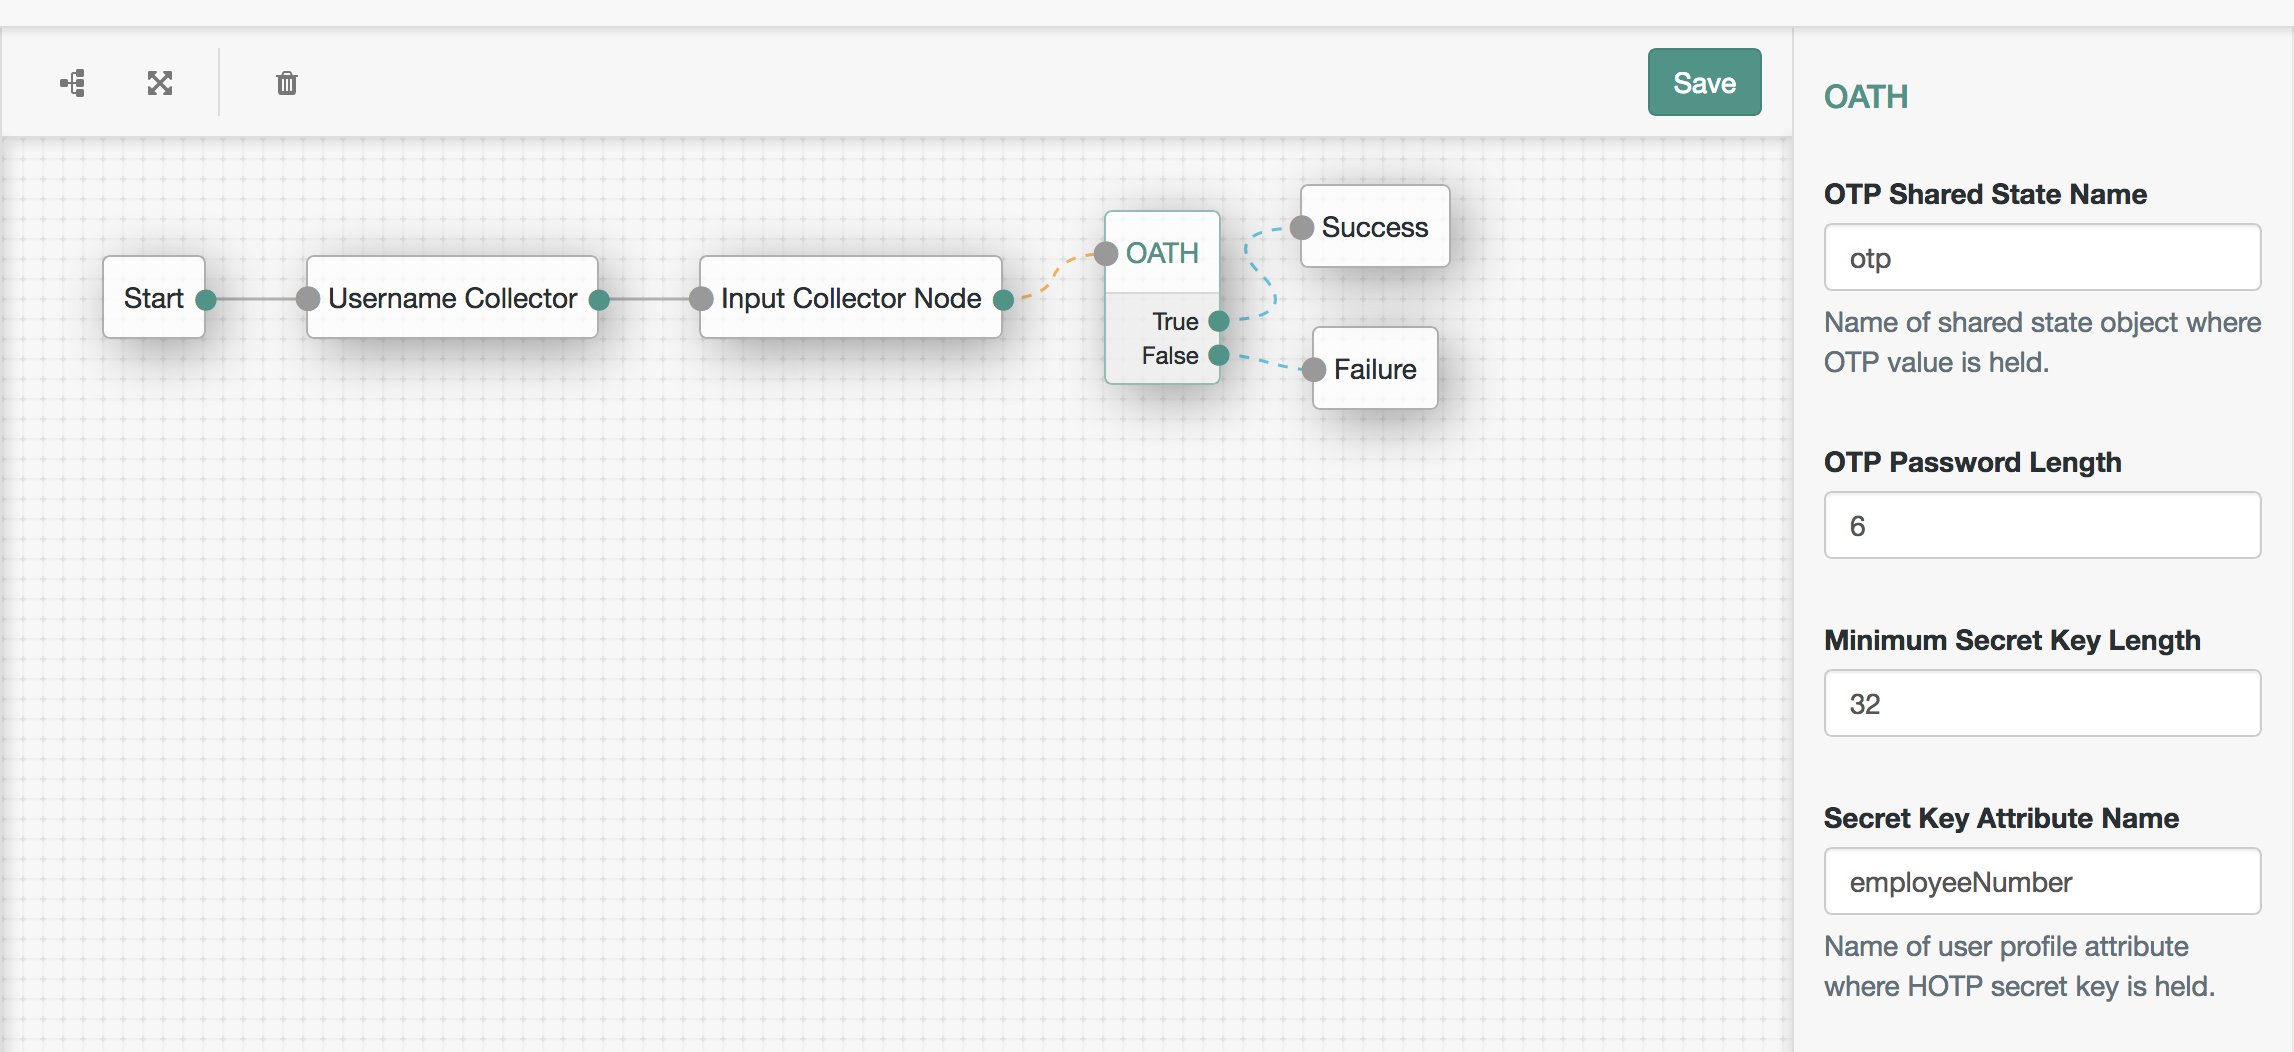 Save
Start
Username Collector
Input Collector Node
OATH
True
False
Success
Failure
OATH
OTP Shared State Name
otp
Name of shared state object where
OTP value is held.
OTP Password Length
6
Minimum Secret Key Length
32
Secret Key Attribute Name
employeeNumber
Name of user profile attribute
where HOTP secret key is held.